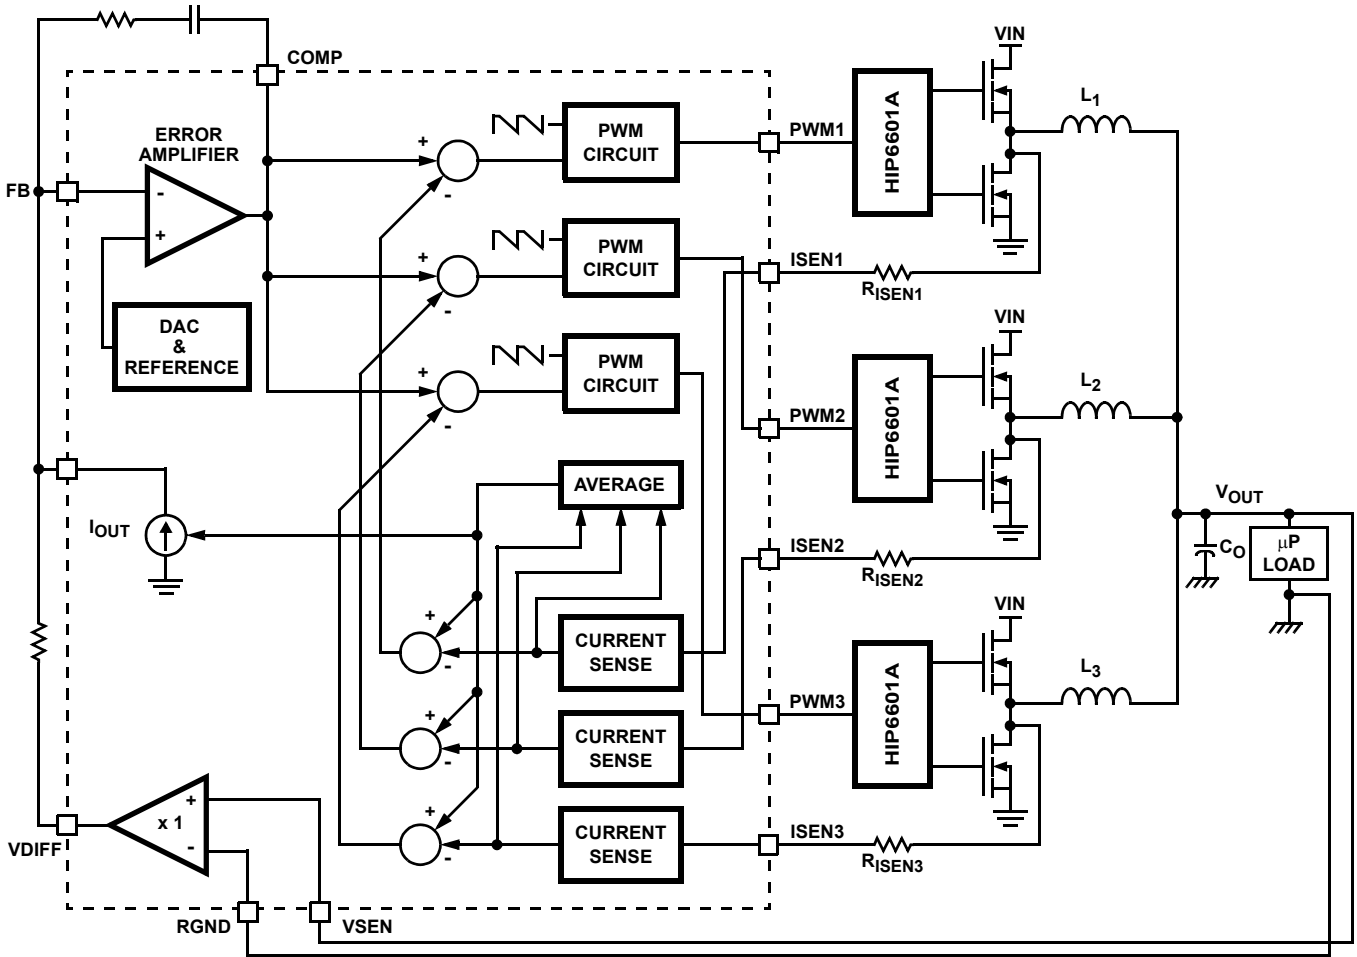 COMP
VIN
L1
ERROR
AMPLIFIER
+
-
PWM
CIRCUIT
PWM1
HIP6601A
FB
-
+
+
-
PWM
CIRCUIT
ISEN1
RISEN1
DAC
&
REFERENCE
VIN
+
-
PWM
CIRCUIT
PWM2
HIP6601A
L2
AVERAGE
VOUT
IOUT
ISEN2
RISEN2
CO
µP
LOAD
VIN
+
-
CURRENT
SENSE
HIP6601A
L3
PWM3
+
-
CURRENT
SENSE
+
x 1
-
+
-
CURRENT
SENSE
ISEN3
RISEN3
VDIFF
RGND
VSEN